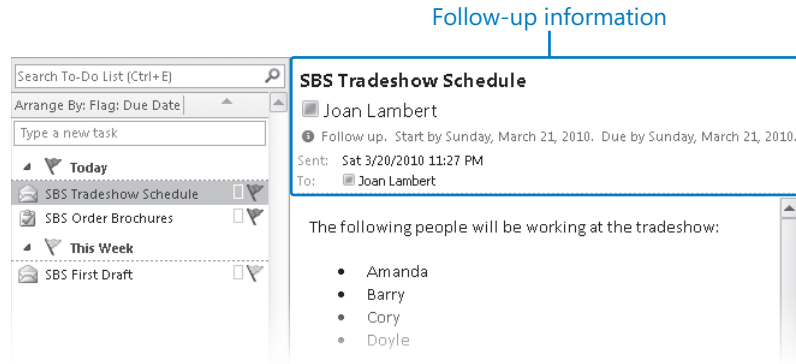 Follow-up information
Search To-Do List (Ctrl+E)
Arrange By: Flag: Due Date
Type a new task
Today
SBS Tradeshow Schedule
SBS Order Brochures
This Week
SBS First Draft
SBS Tradeshow Schedule
Joan Lambert
Follow up. Start by Sunday, March 21, 2010. Due by Sunday, March 21, 2010.
Sent: Sat 3/20/2010 11:27 PM
To: Joan Lambert
The following people will be working at the tradeshow:
• Amanda
• Barry
• Cory
• Doyle